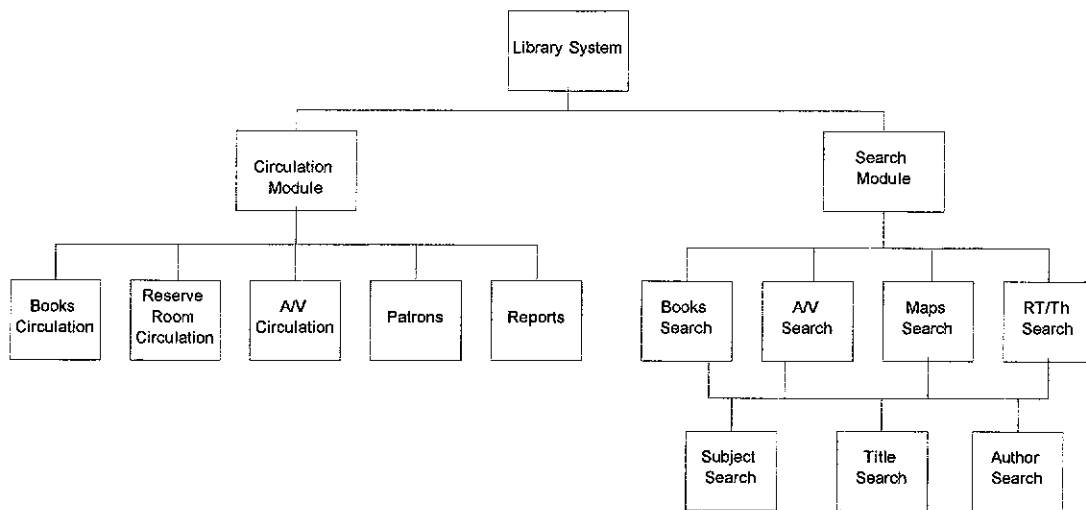 Library System
Circulation
Module
Search
Module
Books
Circulation
Reserve
Room
Circulation
A/V
Circulation
Patrons
Reports
Books
Search
A/V
Search
Maps
Search
RT/Th
Search
Subject
Search
Title
Search
Author
Search